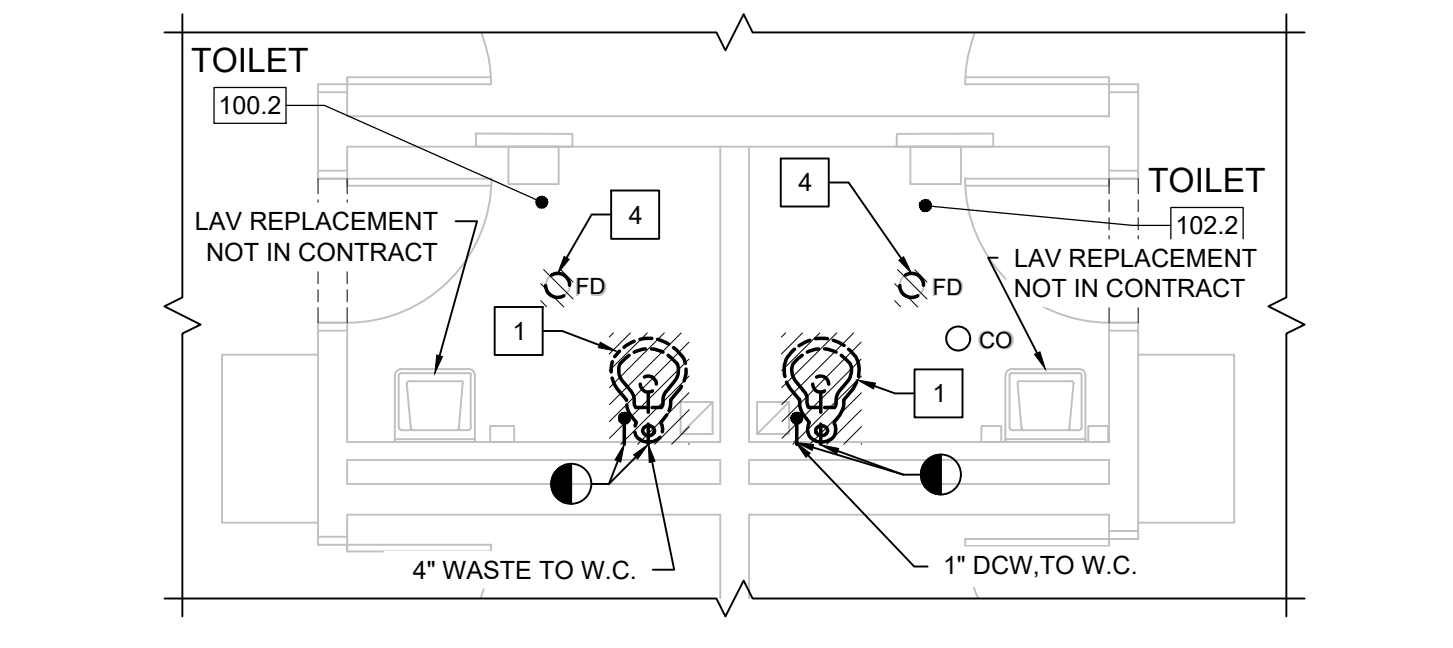 TOILET
100.2
4
4
TOILET
102.2
LAV REPLACEMENT
NOT IN CONTRACT
LAV REPLACEMENT
NOT IN CONTRACT
FD
FD
1
CO
1
4" WASTE TO W.C.
1" DCW,TO W.C.